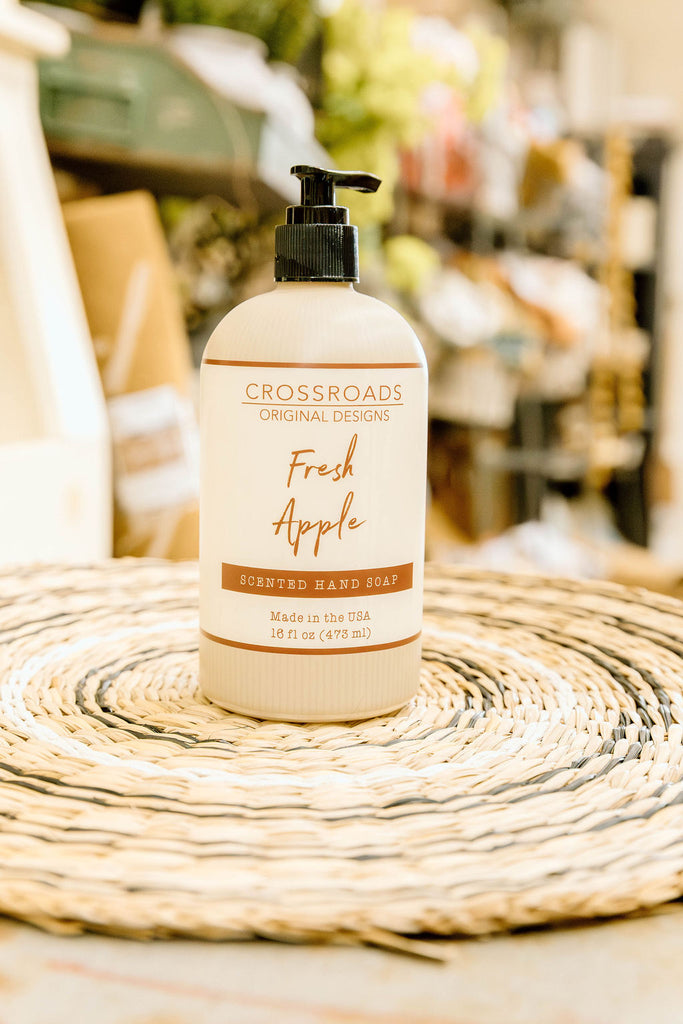 CROSSROADS
ORIGINAL DESIGNS
Fresh
Apple
SCENTED HAND SOAP
Made in the USA
16 fl oz (473 ml)